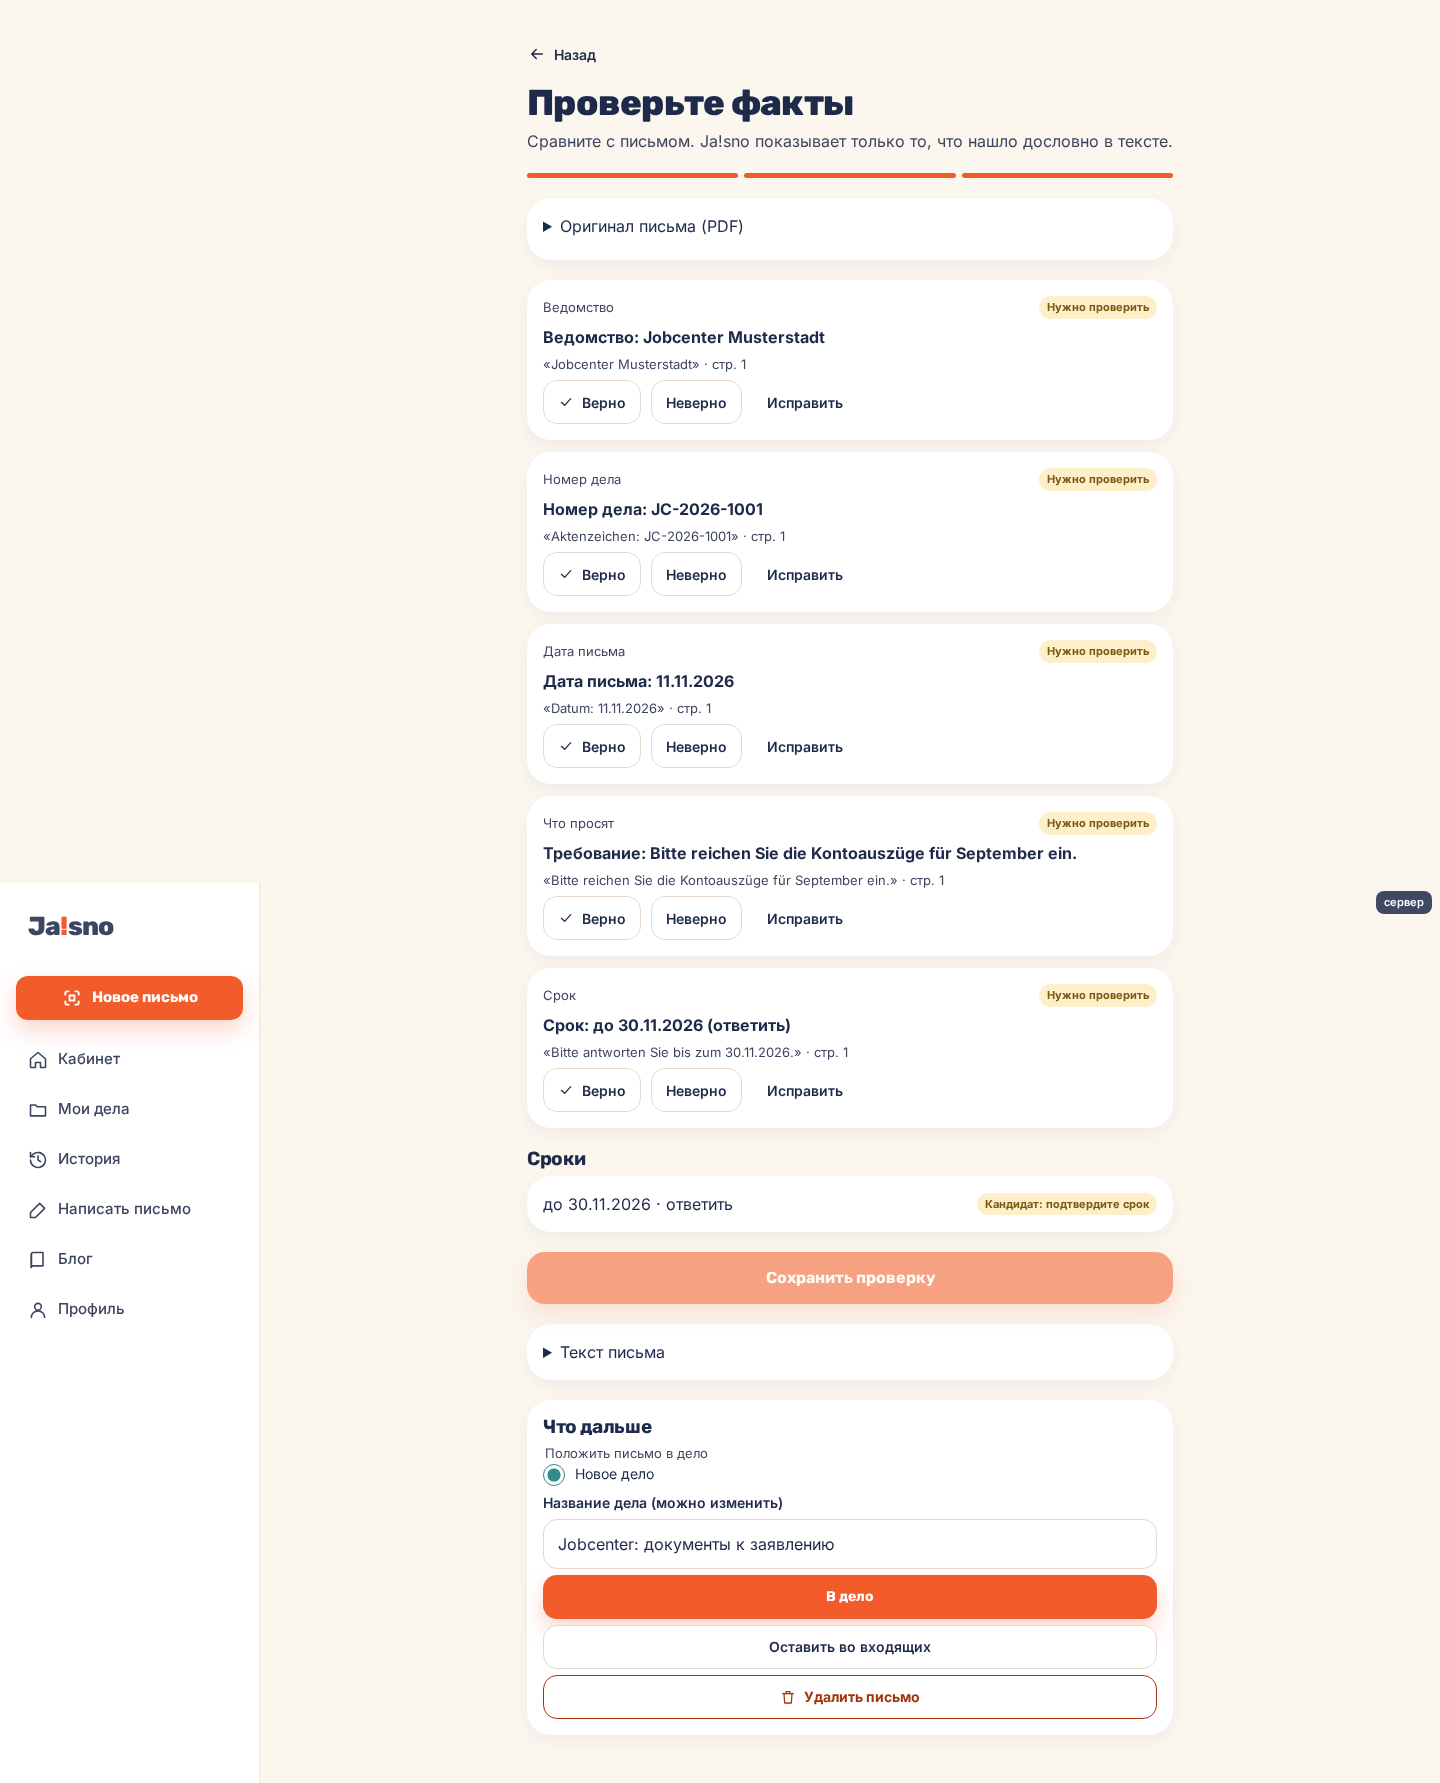 Назад
Проверьте факты
Сравните с письмом. Ja!sno показывает только то, что нашло дословно в тексте.
Оригинал письма (PDF)
Ведомство
Нужно проверить
Ведомство: Jobcenter Musterstadt
«Jobcenter Musterstadt» · стр. 1
Верно Неверно Исправить
Номер дела
Нужно проверить
Номер дела: JC-2026-1001
«Aktenzeichen: JC-2026-1001» · стр. 1
Верно Неверно Исправить
Дата письма
Нужно проверить
Дата письма: 11.11.2026
«Datum: 11.11.2026» · стр. 1
Верно Неверно Исправить
Что просят
Нужно проверить
Требование: Bitte reichen Sie die Kontoauszüge für September ein.
«Bitte reichen Sie die Kontoauszüge für September ein.» · стр. 1
Верно Неверно Исправить
Срок
Нужно проверить
Срок: до 30.11.2026 (ответить)
«Bitte antworten Sie bis zum 30.11.2026.» · стр. 1
Верно Неверно Исправить
Сроки
до 30.11.2026 · ответить
Кандидат: подтвердите срок
Сохранить проверку
Текст письма
Что дальше
Положить письмо в дело
Новое дело
Название дела (можно изменить)
Jobcenter: документы к заявлению
В дело
Оставить во входящих
Удалить письмо
Ja!sno
Новое письмо
Кабинет
Мои дела
История
Написать письмо
Блог
Профиль
сервер